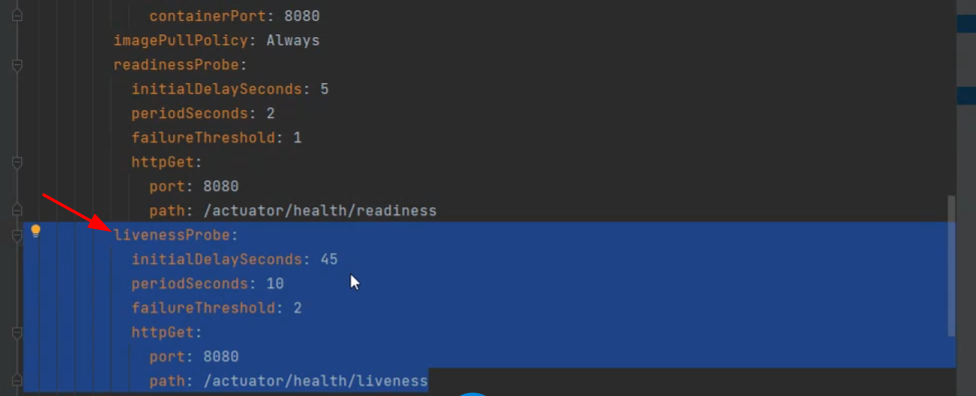 containerPort: 8080
imagePullPolicy: Always
readinessProbe:
initialDelaySeconds: 5
periodSeconds: 2
failureThreshold: 1
httpGet:
port: 8080
path: /actuator/health/readiness
livenessProbe:
initialDelaySeconds: 45
periodSeconds: 10
failureThreshold: 2
httpGet:
port: 8080
path: /actuator/health/liveness